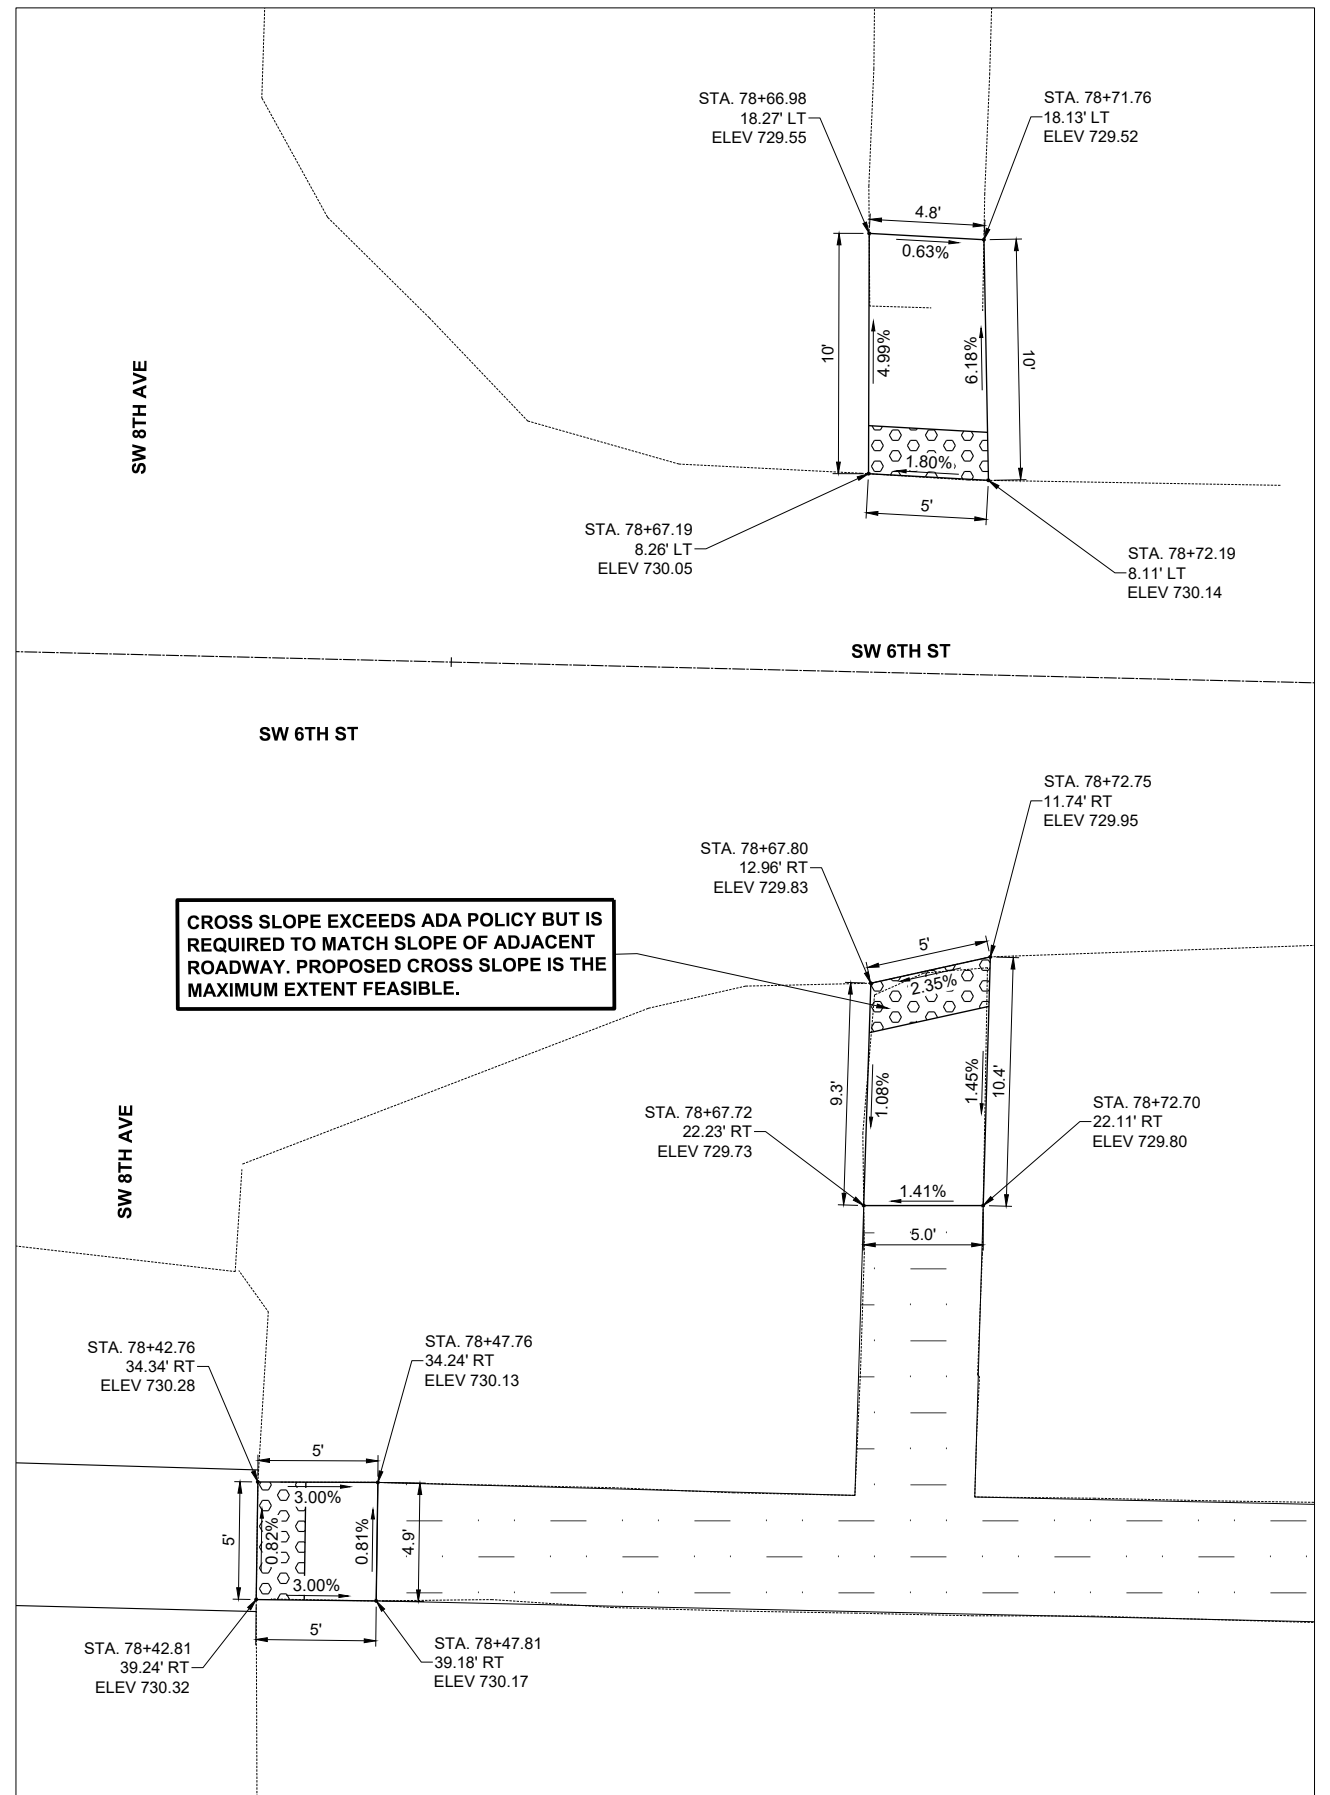 STA. 78+66.98
18.27' LT
ELEV 729.55
STA. 78+71.76
18.13' LT
ELEV 729.52
4.8'
0.63%
10'
4.99%
6.18%
10'
1.80%
5'
SW 8TH AVE
STA. 78+67.19
8.26' LT
ELEV 730.05
STA. 78+72.19
8.11' LT
ELEV 730.14
SW 6TH ST
SW 6TH ST
STA. 78+72.75
11.74' RT
ELEV 729.95
STA. 78+67.80
12.96' RT
ELEV 729.83
CROSS SLOPE EXCEEDS ADA POLICY BUT IS
REQUIRED TO MATCH SLOPE OF ADJACENT
ROADWAY. PROPOSED CROSS SLOPE IS THE
MAXIMUM EXTENT FEASIBLE.
5'
2.35%
9.3'
1.08%
1.45%
10.4'
STA. 78+67.72
22.23' RT
ELEV 729.73
STA. 78+72.70
22.11' RT
ELEV 729.80
1.41%
5.0'
SW 8TH AVE
STA. 78+42.76
34.34' RT
ELEV 730.28
STA. 78+47.76
34.24' RT
ELEV 730.13
5'
3.00%
5'
0.82%
0.81%
4.9'
3.00%
5'
STA. 78+42.81
39.24' RT
ELEV 730.32
STA. 78+47.81
39.18' RT
ELEV 730.17